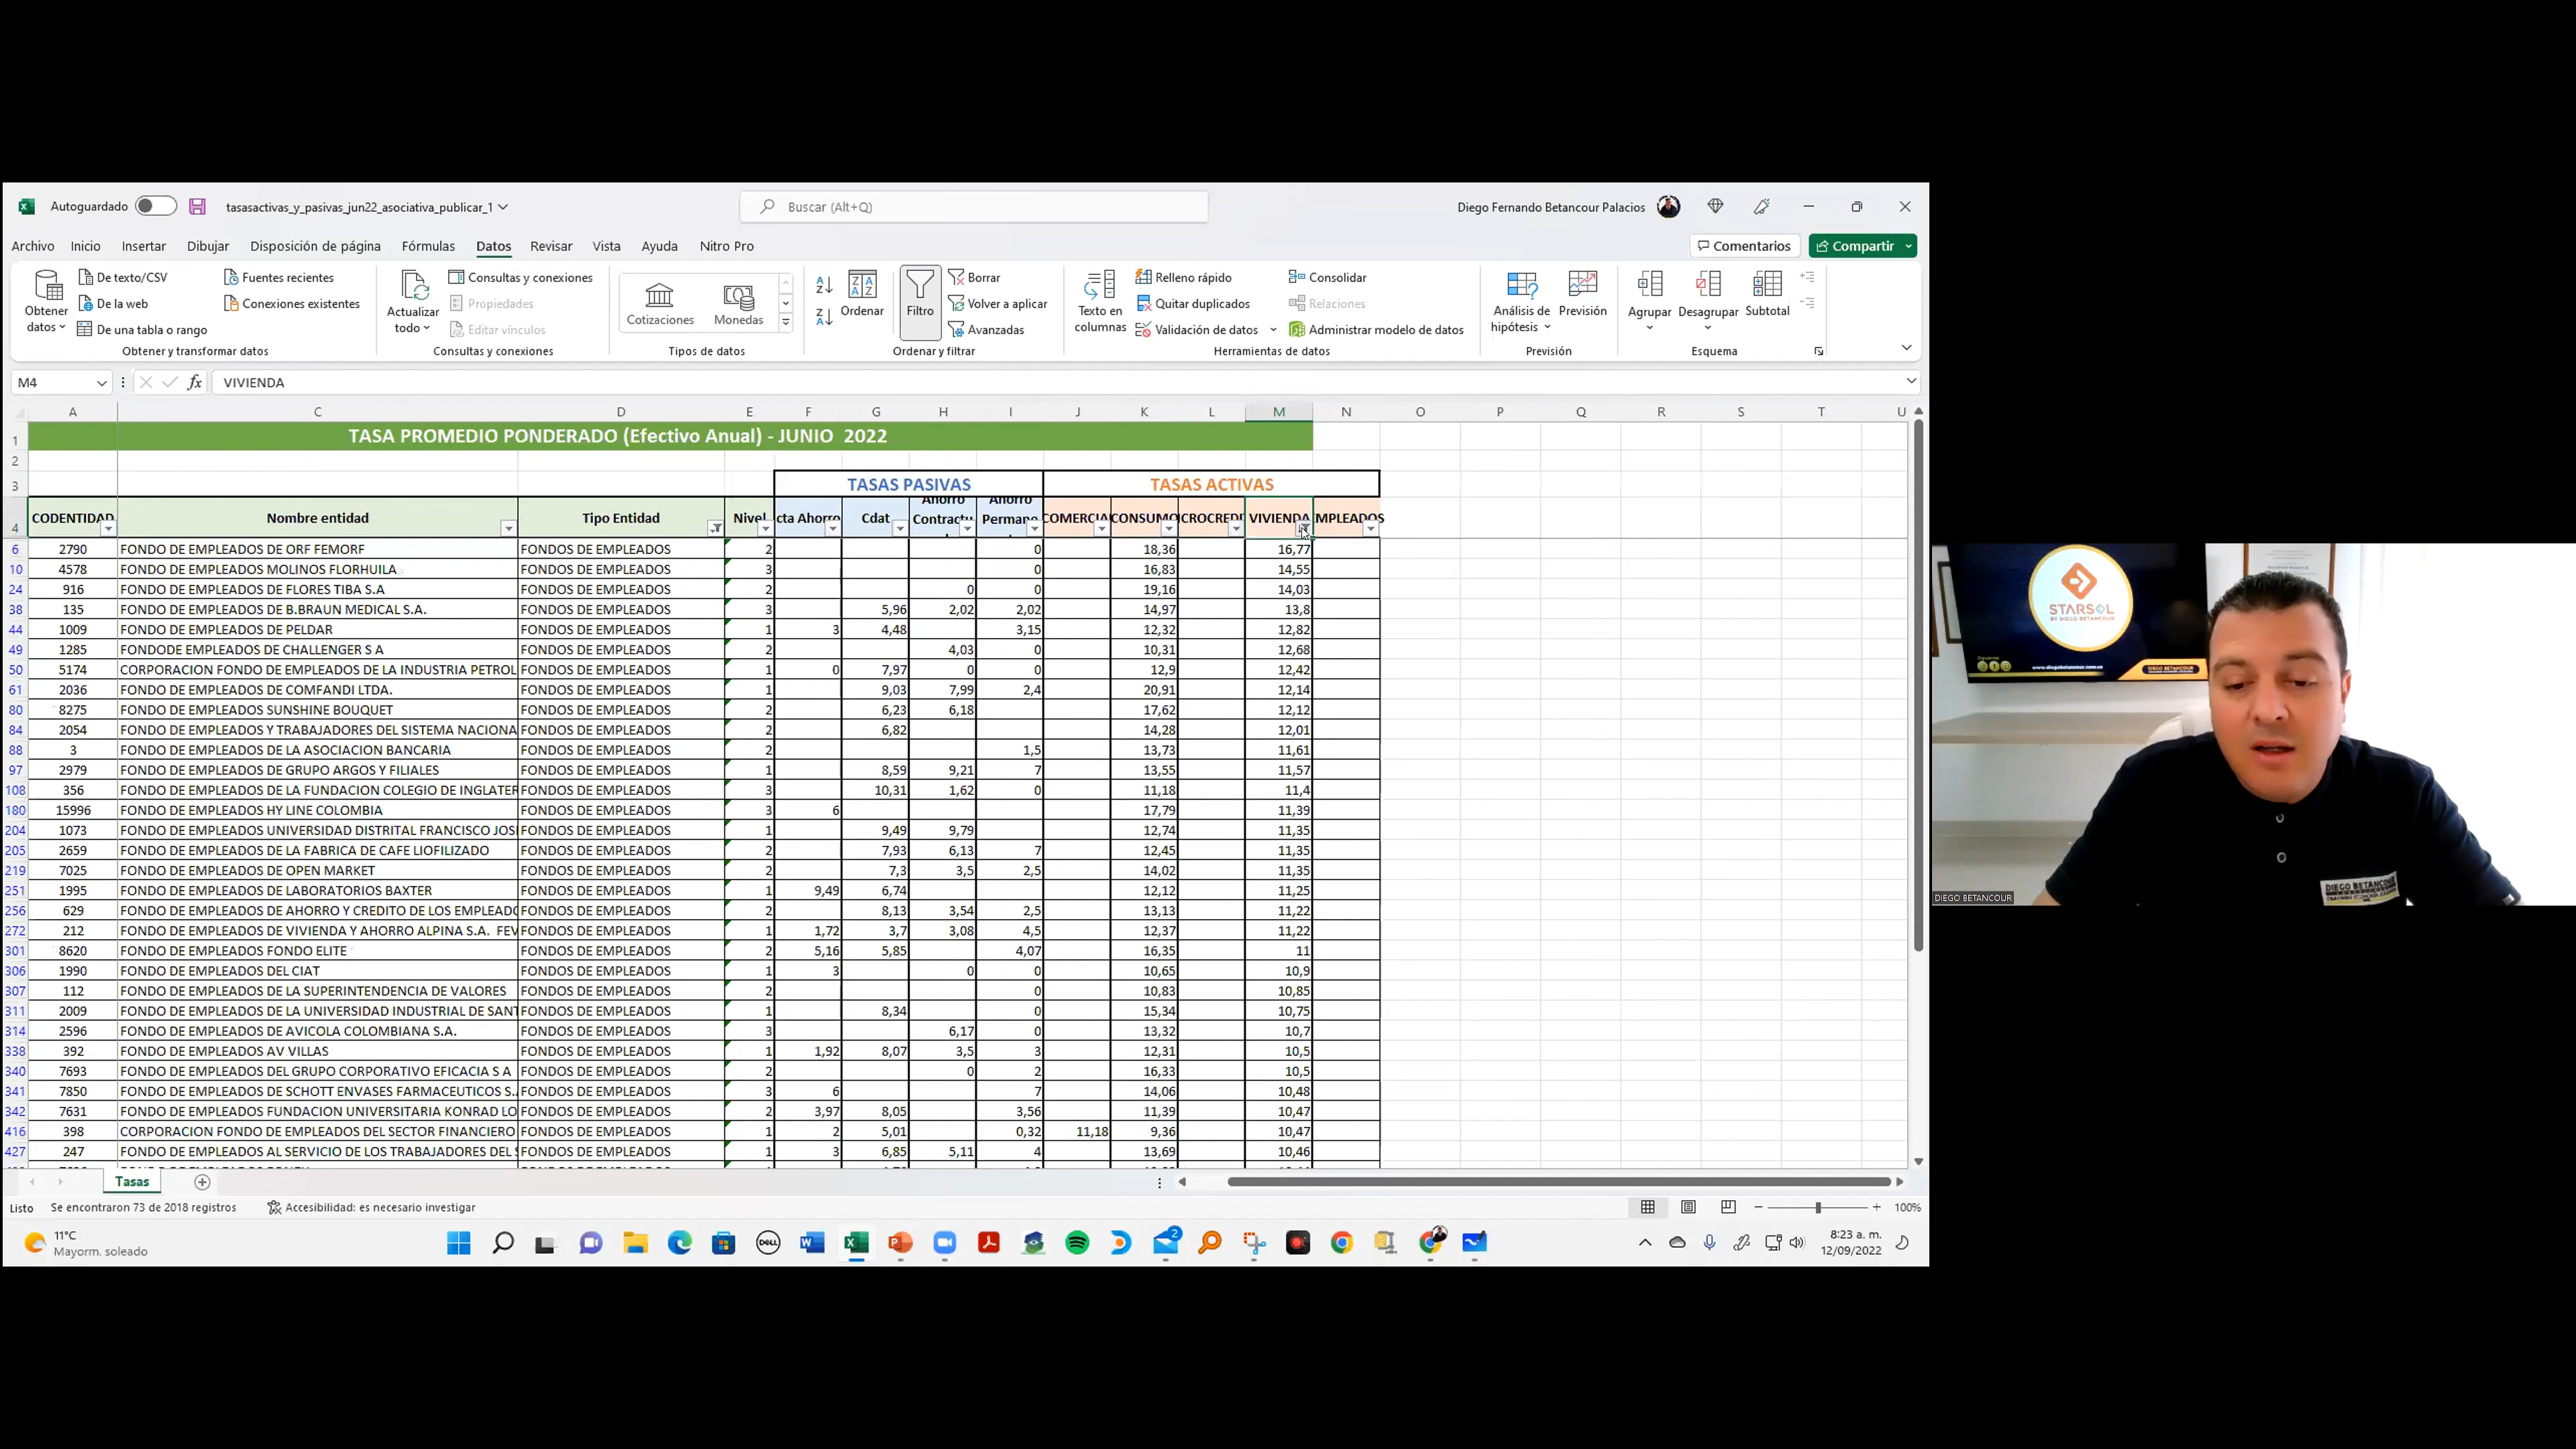 Autoguardado tasasactivas_y_pasivas_jun22_asociativa_publicar_1 Buscar (Alt+Q) Diego Fernando Betancour Palacios
Archivo Inicio Insertar Dibujar Disposición de página Fórmulas Datos Revisar Vista Ayuda Nitro Pro Comentarios Compartir
De texto/CSV Fuentes recientes Consultas y conexiones Borrar Relleno rápido Consolidar
De la web Conexiones existentes Propiedades Volver a aplicar Quitar duplicados Relaciones
De una tabla o rango Editar vínculos Avanzadas Validación de datos Administrar modelo de datos
Obtener datos Actualizar todo Cotizaciones Monedas Ordenar Filtro Texto en columnas Análisis de hipótesis Previsión Agrupar Desagrupar Subtotal
Obtener y transformar datos Consultas y conexiones Tipos de datos Ordenar y filtrar Herramientas de datos Previsión Esquema
M4 fx VIVIENDA
A C D E F G H I J K L M N O P Q R S T U
1 TASA PROMEDIO PONDERADO (Efectivo Anual) - JUNIO 2022
2
3 TASAS PASIVAS TASAS ACTIVAS
4 CODENTIDAD Nombre entidad Tipo Entidad Nivel cta Ahorro Cdat Ahorro Contractu Ahorro Permane COMERCIAL CONSUMO CROCREDI VIVIENDA EMPLEADOS
6 2790 FONDO DE EMPLEADOS DE ORF FEMORF FONDOS DE EMPLEADOS 2 0 18,36 16,77
10 4578 FONDO DE EMPLEADOS MOLINOS FLORHUILA FONDOS DE EMPLEADOS 3 0 16,83 14,55
24 916 FONDO DE EMPLEADOS DE FLORES TIBA S.A FONDOS DE EMPLEADOS 2 0 0 19,16 14,03
38 135 FONDO DE EMPLEADOS DE B.BRAUN MEDICAL S.A. FONDOS DE EMPLEADOS 3 5,96 2,02 2,02 14,97 13,8
44 1009 FONDO DE EMPLEADOS DE PELDAR FONDOS DE EMPLEADOS 1 3 4,48 3,15 12,32 12,82
49 1285 FONDODE EMPLEADOS DE CHALLENGER S A FONDOS DE EMPLEADOS 2 4,03 0 10,31 12,68
50 5174 CORPORACION FONDO DE EMPLEADOS DE LA INDUSTRIA PETROL FONDOS DE EMPLEADOS 1 0 7,97 0 0 12,9 12,42
61 2036 FONDO DE EMPLEADOS DE COMFANDI LTDA. FONDOS DE EMPLEADOS 1 9,03 7,99 2,4 20,91 12,14
80 8275 FONDO DE EMPLEADOS SUNSHINE BOUQUET FONDOS DE EMPLEADOS 2 6,23 6,18 17,62 12,12
84 2054 FONDO DE EMPLEADOS Y TRABAJADORES DEL SISTEMA NACIONA FONDOS DE EMPLEADOS 2 6,82 14,28 12,01
88 3 FONDO DE EMPLEADOS DE LA ASOCIACION BANCARIA FONDOS DE EMPLEADOS 2 1,5 13,73 11,61
97 2979 FONDO DE EMPLEADOS DE GRUPO ARGOS Y FILIALES FONDOS DE EMPLEADOS 1 8,59 9,21 7 13,55 11,57
108 356 FONDO DE EMPLEADOS DE LA FUNDACION COLEGIO DE INGLATER FONDOS DE EMPLEADOS 3 10,31 1,62 0 11,18 11,4
180 15996 FONDO DE EMPLEADOS HY LINE COLOMBIA FONDOS DE EMPLEADOS 3 6 17,79 11,39
204 1073 FONDO DE EMPLEADOS UNIVERSIDAD DISTRITAL FRANCISCO JOS FONDOS DE EMPLEADOS 1 9,49 9,79 12,74 11,35
205 2659 FONDO DE EMPLEADOS DE LA FABRICA DE CAFE LIOFILIZADO FONDOS DE EMPLEADOS 2 7,93 6,13 7 12,45 11,35
219 7025 FONDO DE EMPLEADOS DE OPEN MARKET FONDOS DE EMPLEADOS 2 7,3 3,5 2,5 14,02 11,35
251 1995 FONDO DE EMPLEADOS DE LABORATORIOS BAXTER FONDOS DE EMPLEADOS 1 9,49 6,74 12,12 11,25
256 629 FONDO DE EMPLEADOS DE AHORRO Y CREDITO DE LOS EMPLEADO FONDOS DE EMPLEADOS 2 8,13 3,54 2,5 13,13 11,22
272 212 FONDO DE EMPLEADOS DE VIVIENDA Y AHORRO ALPINA S.A. FEV FONDOS DE EMPLEADOS 1 1,72 3,7 3,08 4,5 12,37 11,22
301 8620 FONDO DE EMPLEADOS FONDO ELITE FONDOS DE EMPLEADOS 2 5,16 5,85 4,07 16,35 11
306 1990 FONDO DE EMPLEADOS DEL CIAT FONDOS DE EMPLEADOS 1 3 0 0 10,65 10,9
307 112 FONDO DE EMPLEADOS DE LA SUPERINTENDENCIA DE VALORES FONDOS DE EMPLEADOS 2 0 10,83 10,85
311 2009 FONDO DE EMPLEADOS DE LA UNIVERSIDAD INDUSTRIAL DE SANT FONDOS DE EMPLEADOS 1 8,34 0 15,34 10,75
314 2596 FONDO DE EMPLEADOS DE AVICOLA COLOMBIANA S.A. FONDOS DE EMPLEADOS 3 6,17 0 13,32 10,7
338 392 FONDO DE EMPLEADOS AV VILLAS FONDOS DE EMPLEADOS 1 1,92 8,07 3,5 3 12,31 10,5
340 7693 FONDO DE EMPLEADOS DEL GRUPO CORPORATIVO EFICACIA S A FONDOS DE EMPLEADOS 2 0 2 16,33 10,5
341 7850 FONDO DE EMPLEADOS DE SCHOTT ENVASES FARMACEUTICOS S. FONDOS DE EMPLEADOS 3 6 7 14,06 10,48
342 7631 FONDO DE EMPLEADOS FUNDACION UNIVERSITARIA KONRAD LO FONDOS DE EMPLEADOS 2 3,97 8,05 3,56 11,39 10,47
416 398 CORPORACION FONDO DE EMPLEADOS DEL SECTOR FINANCIERO FONDOS DE EMPLEADOS 1 2 5,01 0,32 11,18 9,36 10,47
427 247 FONDO DE EMPLEADOS AL SERVICIO DE LOS TRABAJADORES DEL S FONDOS DE EMPLEADOS 1 3 6,85 5,11 4 13,69 10,46
Tasas
Listo Se encontraron 73 de 2018 registros Accesibilidad: es necesario investigar 100%
11°C
Mayorm. soleado
DELL
2
8:23 a. m.
12/09/2022
STARSOL
BY DIEGO BETANCOUR
www.diegobetancour.com.co
DIEGO BETANCOUR
DIEGO BETANCOUR
DIEGO BETANCOUR